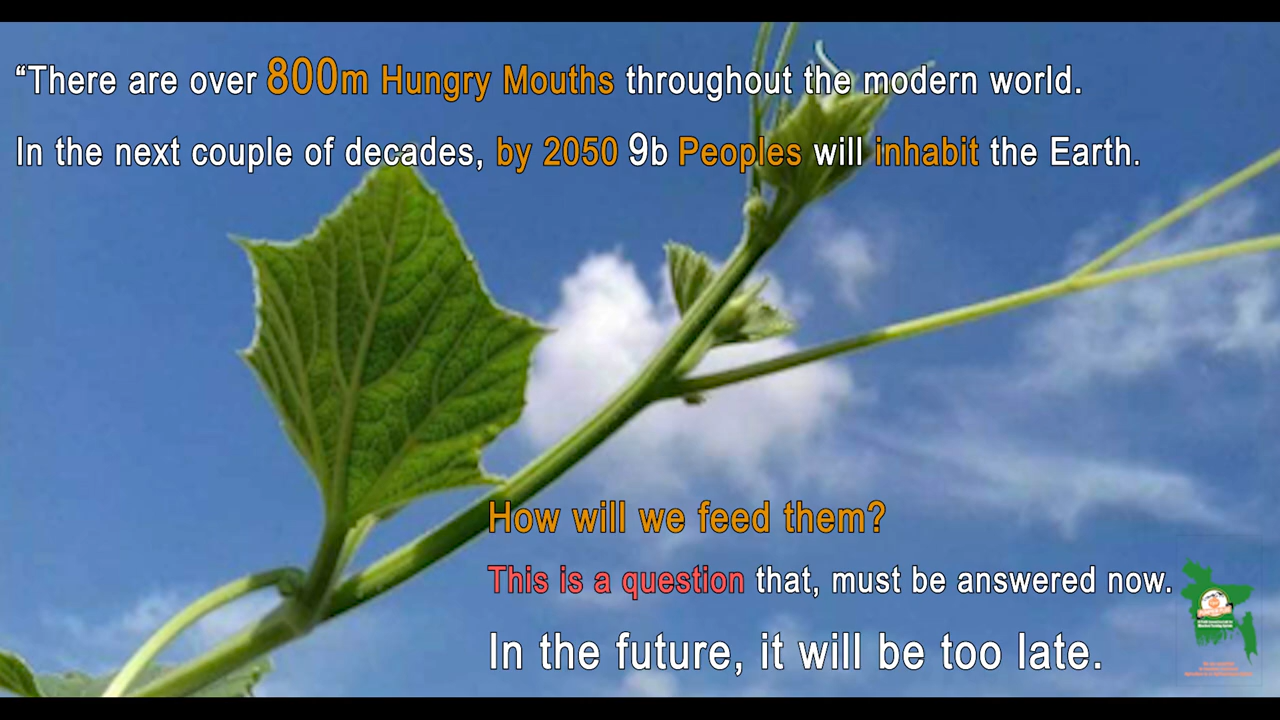 “There are over 800m Hungry Mouths throughout the modern world.
In the next couple of decades, by 2050 9b Peoples will inhabit the Earth.
How will we feed them?
This is a question that, must be answered now.
In the future, it will be too late.